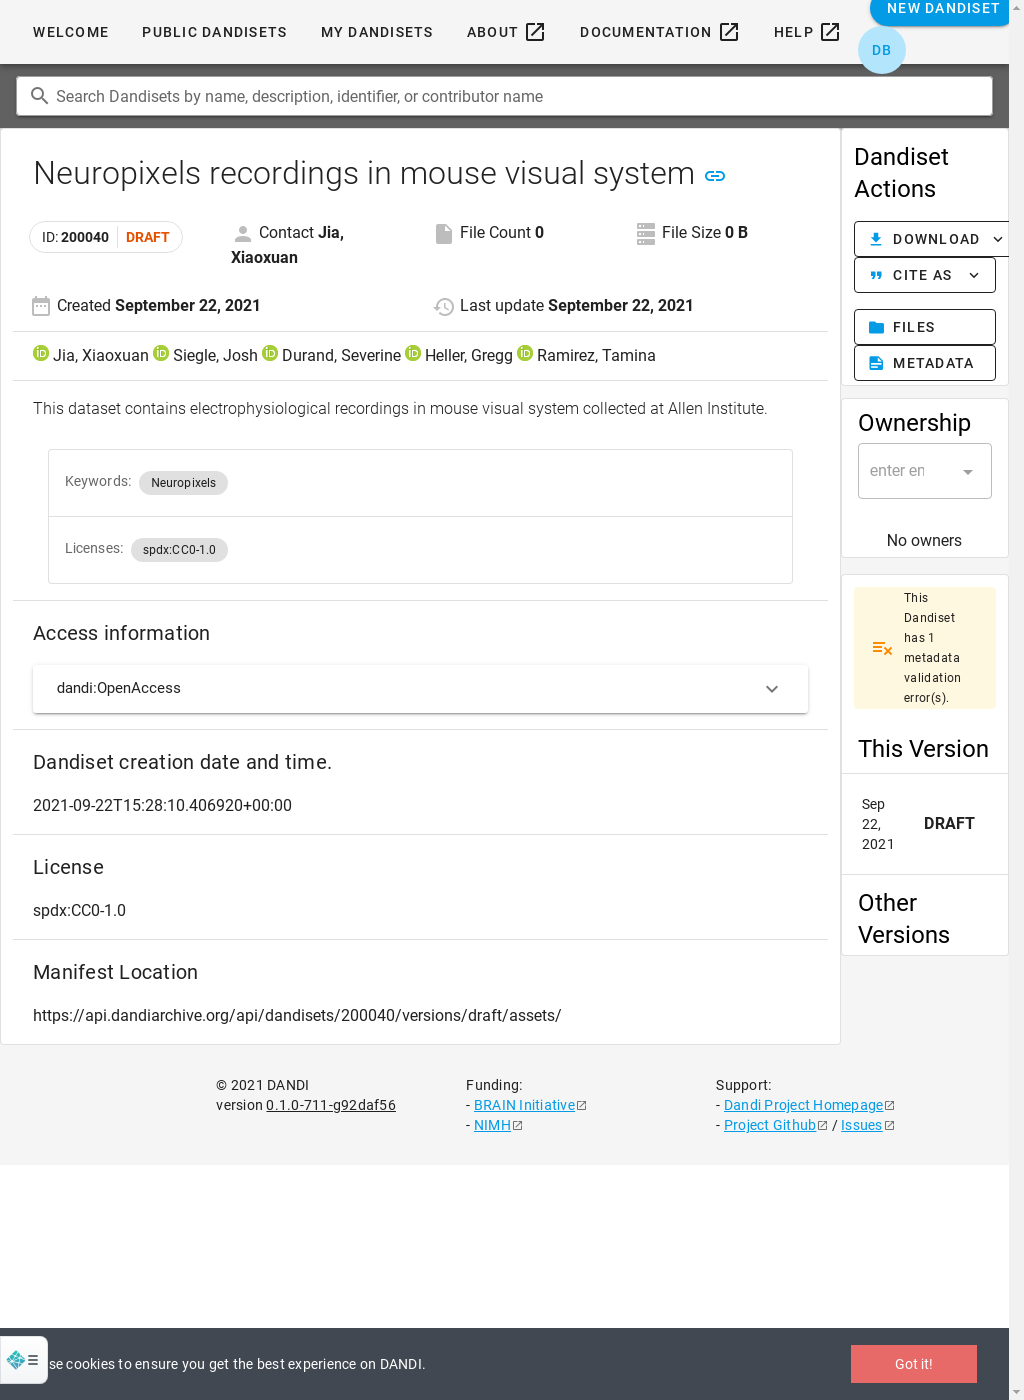 WELCOME PUBLIC DANDISETS MY DANDISETS ABOUT DOCUMENTATION HELP NEW DANDISET
DB
Search Dandisets by name, description, identifier, or contributor name
Neuropixels recordings in mouse visual system
ID: 200040 DRAFT
Contact Jia, Xiaoxuan
File Count 0
File Size 0 B
Created September 22, 2021
Last update September 22, 2021
Jia, Xiaoxuan Siegle, Josh Durand, Severine Heller, Gregg Ramirez, Tamina
This dataset contains electrophysiological recordings in mouse visual system collected at Allen Institute.
Keywords: Neuropixels
Licenses: spdx:CC0-1.0
Access information
dandi:OpenAccess
Dandiset creation date and time.
2021-09-22T15:28:10.406920+00:00
License
spdx:CC0-1.0
Manifest Location
https://api.dandiarchive.org/api/dandisets/200040/versions/draft/assets/
Dandiset
Actions
DOWNLOAD
CITE AS
FILES
METADATA
Ownership
enter en
No owners
This
Dandiset
has 1
metadata
validation
error(s).
This Version
Sep
22,
2021
DRAFT
Other
Versions
© 2021 DANDI
version 0.1.0-711-g92daf56
Funding:
- BRAIN Initiative
- NIMH
Support:
- Dandi Project Homepage
- Project Github / Issues
se cookies to ensure you get the best experience on DANDI.
Got it!